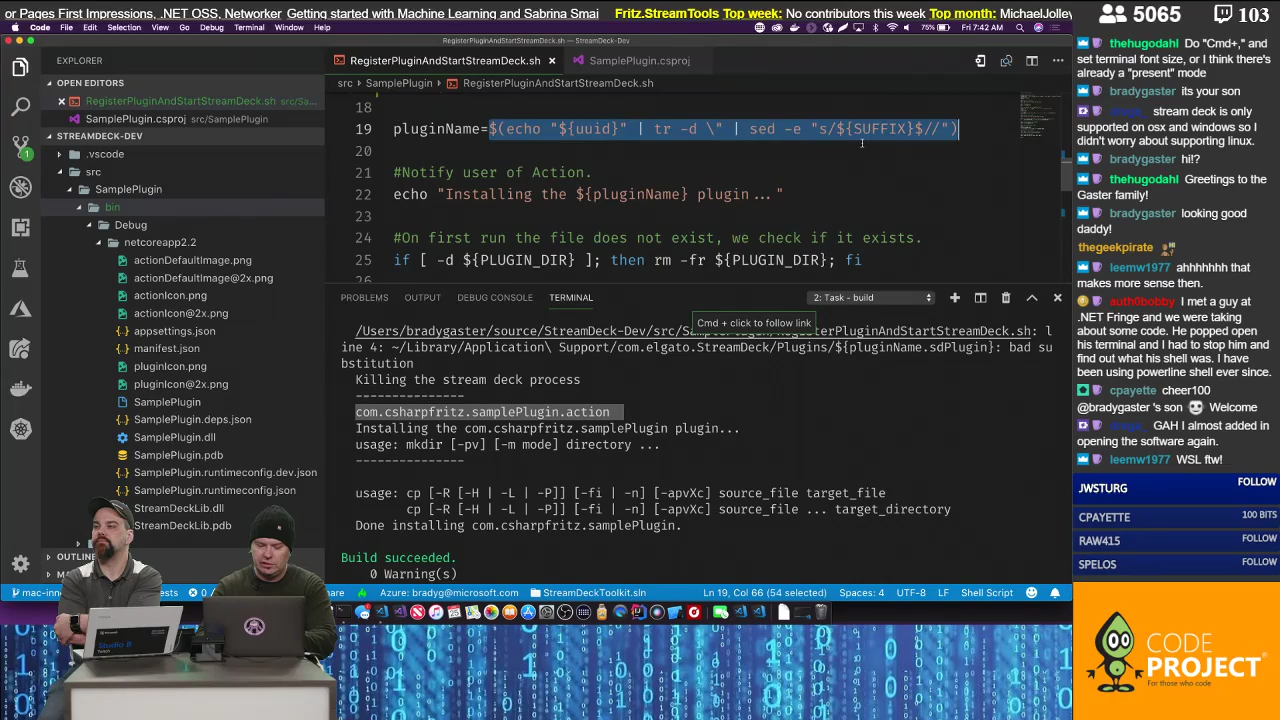 or Pages First Impressions, .NET OSS, Networker Getting started with Machine Learning and Sabrina Smai
Fritz.StreamTools Top week: No contributors this week Top month: MichaelJolley
5065
103
Code File Edit Selection View Go Debug Terminal Window Help
75% Fri 7:42 AM
RegisterPluginAndStartStreamDeck.sh — StreamDeck-Dev
EXPLORER
OPEN EDITORS
RegisterPluginAndStartStreamDeck.sh src/Sa...
SamplePlugin.csproj src/SamplePlugin
STREAMDECK-DEV
.vscode
src
SamplePlugin
bin
Debug
netcoreapp2.2
actionDefaultImage.png
actionDefaultImage@2x.png
actionIcon.png
actionIcon@2x.png
appsettings.json
manifest.json
pluginIcon.png
pluginIcon@2x.png
SamplePlugin
SamplePlugin.deps.json
SamplePlugin.dll
SamplePlugin.pdb
SamplePlugin.runtimeconfig.dev.json
SamplePlugin.runtimeconfig.json
StreamDeckLib.dll
StreamDeckLib.pdb
OUTLIN
RegisterPluginAndStartStreamDeck.sh
SamplePlugin.csproj
src › SamplePlugin › RegisterPluginAndStartStreamDeck.sh
18
19 pluginName=$(echo "${uuid}" | tr -d \" | sed -e "s/${SUFFIX}$//")
20
21 #Notify user of Action.
22 echo "Installing the ${pluginName} plugin..."
23
24 #On first run the file does not exist, we check if it exists.
25 if [ -d ${PLUGIN_DIR} ]; then rm -fr ${PLUGIN_DIR}; fi
PROBLEMS OUTPUT DEBUG CONSOLE TERMINAL
2: Task - build
Cmd + click to follow link
/Users/bradygaster/source/StreamDeck-Dev/src/SamplePlugin/RegisterPluginAndStartStreamDeck.sh: l
ine 4: ~/Library/Application\ Support/com.elgato.StreamDeck/Plugins/${pluginName.sdPlugin}: bad su
bstitution
Killing the stream deck process
--------------
com.csharpfritz.samplePlugin.action
Installing the com.csharpfritz.samplePlugin plugin...
usage: mkdir [-pv] [-m mode] directory ...
--------------
usage: cp [-R [-H | -L | -P]] [-fi | -n] [-apvXc] source_file target_file
cp [-R [-H | -L | -P]] [-fi | -n] [-apvXc] source_file ... target_directory
Done installing com.csharpfritz.samplePlugin.
Build succeeded.
0 Warning(s)
Azure: bradyg@microsoft.com
StreamDeckToolkit.sln
Ln 19, Col 66 (54 selected)
Spaces: 4
UTF-8
LF
Shell Script
thehugodahl Do "Cmd+," and
set terminal font size, or I think there's
already a "present" mode
bradygaster its your son
stream deck is only
supported on osx and windows so I
didn't worry about supporting linux.
bradygaster hi!?
thehugodahl Greetings to the
Gaster family!
bradygaster looking good
daddy!
thegeekpirate
leemw1977 ahhhhhhh that
makes more sense then.
auth0bobby I met a guy at
.NET Fringe and we were taking
about some code. He popped open
his terminal and I had to stop him and
find out what his shell was. I have
been using powerline shell ever since.
cpayette cheer100
@bradygaster 's son Welcome
GAH I almost added in
opening the software again.
leemw1977 WSL ftw!
JWSTURG FOLLOW
CPAYETTE 100 BITS
RAW415 FOLLOW
SPELOS FOLLOW
CODE
PROJECT
For those who code